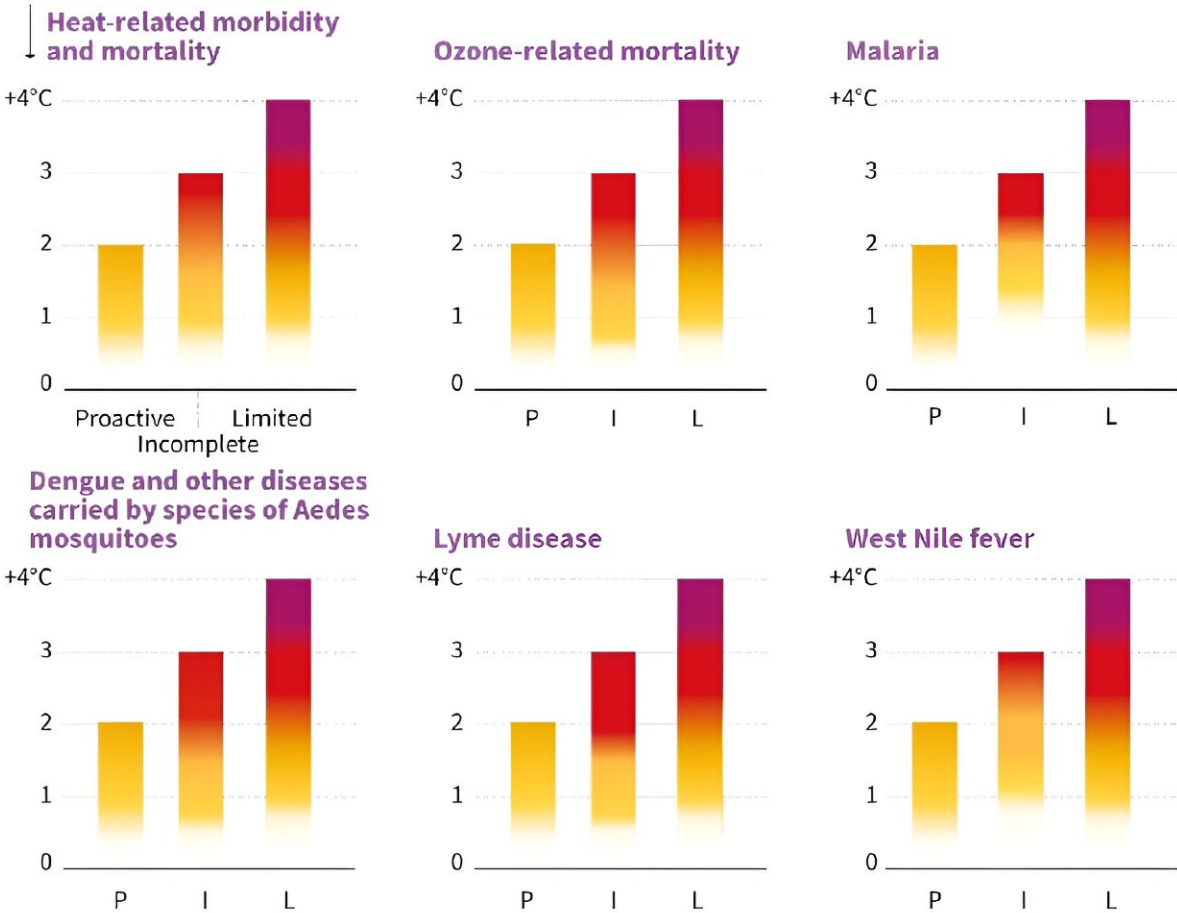 Heat-related morbidity
and mortality
+4°C
3
2
1
0
Proactive
Limited
Incomplete
Ozone-related mortality
+4°C
3
2
1
0
P I L
Malaria
+4°C
3
2
1
0
P I L
Dengue and other diseases
carried by species of Aedes
mosquitoes
+4°C
3
2
1
0
P I L
Lyme disease
+4°C
3
2
1
0
P I L
West Nile fever
+4°C
3
2
1
0
P I L